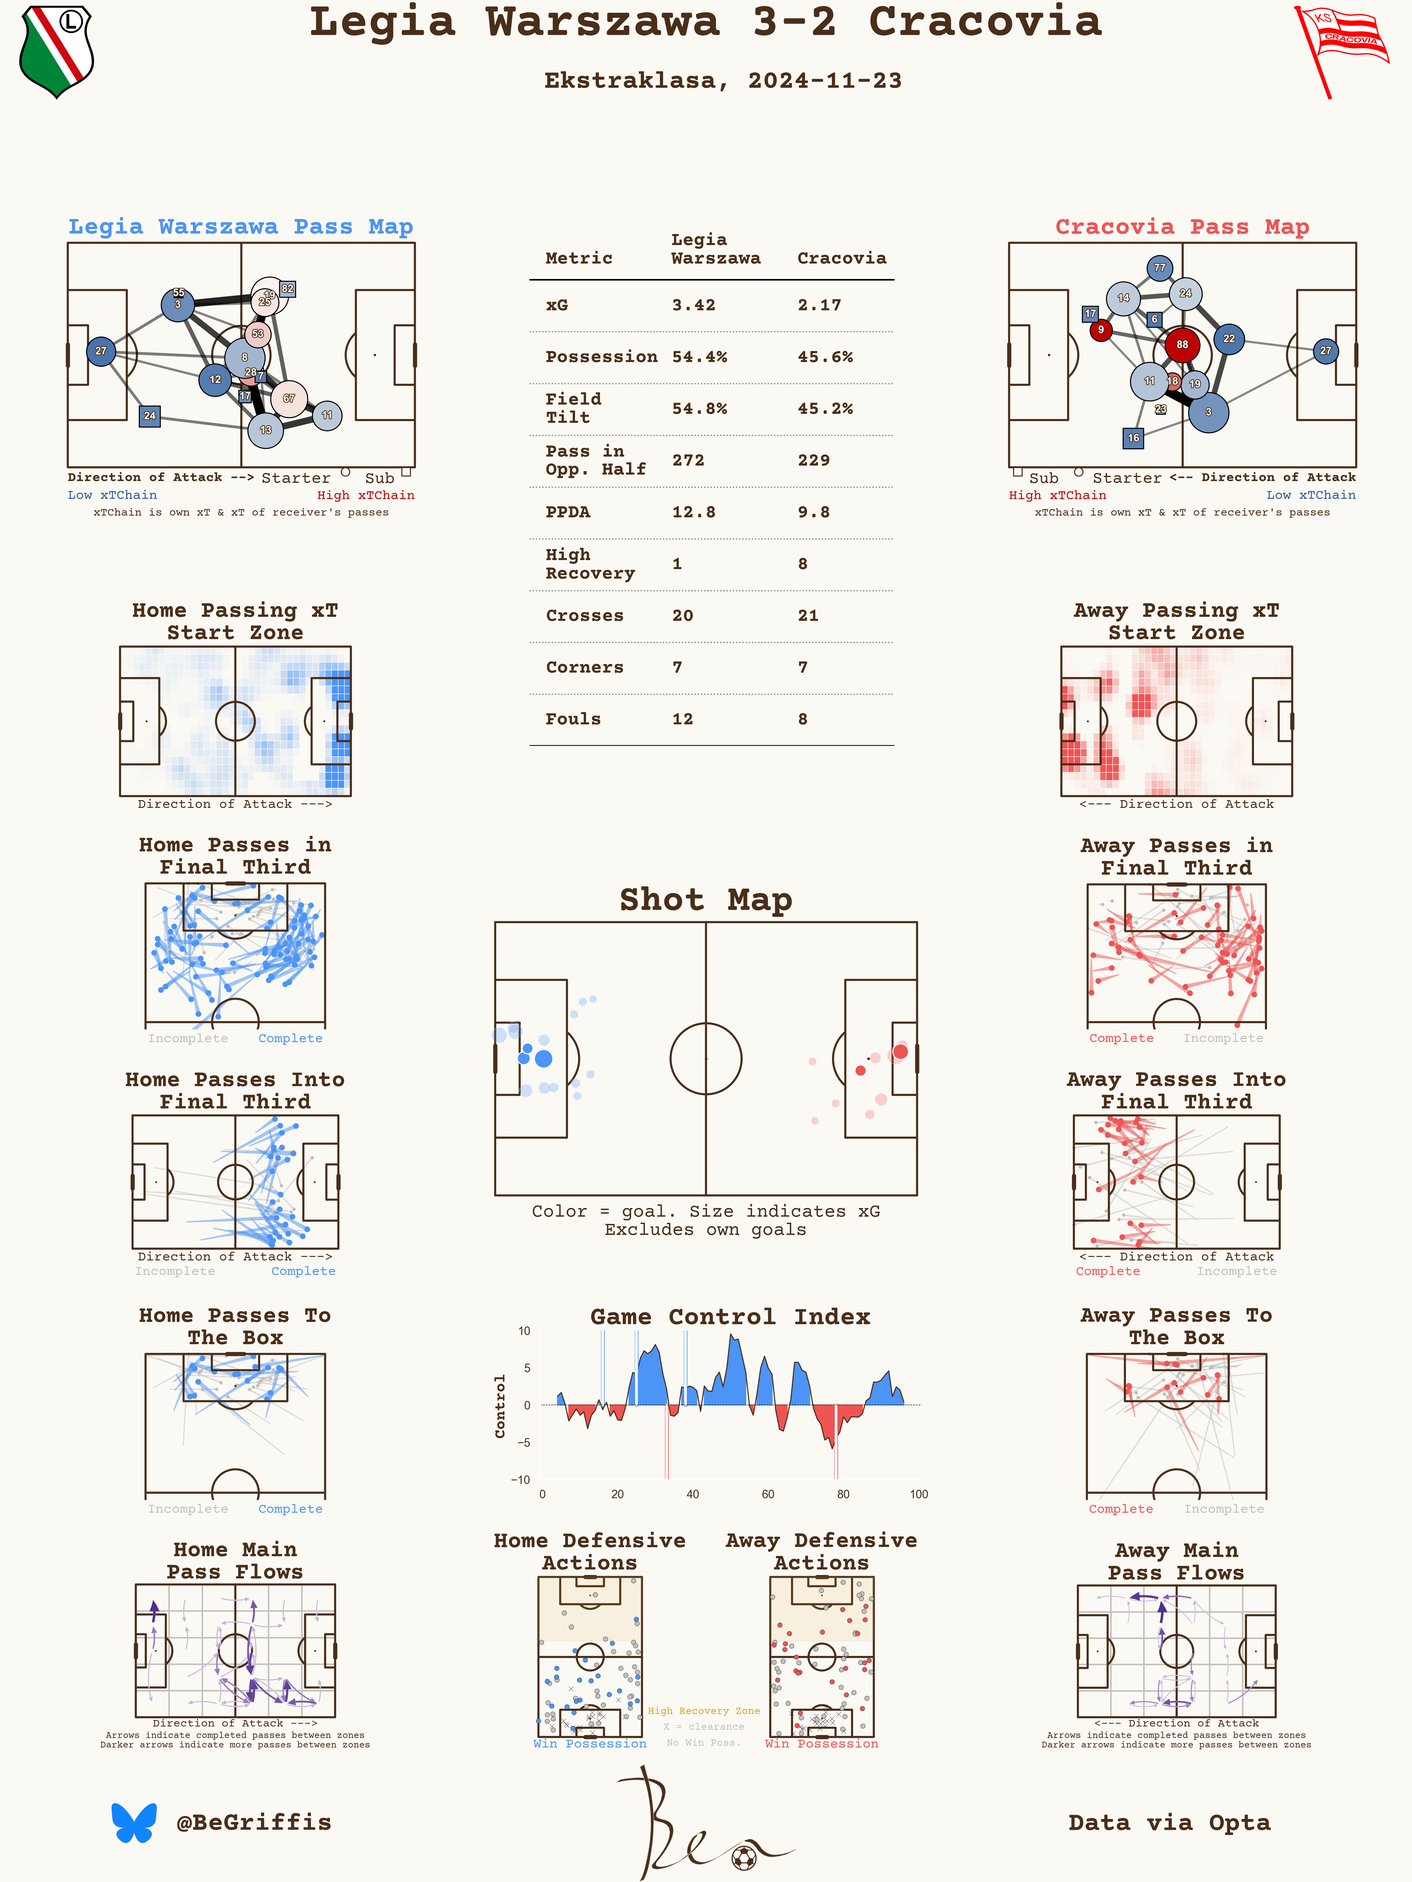 Legia Warszawa 3-2 Cracovia
Ekstraklasa, 2024-11-23
L
KS
CRACOVIA
Legia Warszawa Pass Map
55
3
19
25
82
53
27
8
28
7
12
17
67
24
13
11
Direction of Attack --> Starter Sub
Low xTChain High xTChain
xTChain is own xT & xT of receiver's passes
Metric Legia Warszawa Cracovia
xG 3.42 2.17
Possession 54.4% 45.6%
Field Tilt 54.8% 45.2%
Pass in Opp. Half 272 229
PPDA 12.8 9.8
High Recovery 1 8
Crosses 20 21
Corners 7 7
Fouls 12 8
Cracovia Pass Map
77
14
24
17
6
9
88
22
27
11
18
19
23
3
16
Sub Starter <-- Direction of Attack
High xTChain Low xTChain
xTChain is own xT & xT of receiver's passes
Home Passing xT
Start Zone
Direction of Attack --->
Away Passing xT
Start Zone
<--- Direction of Attack
Home Passes in
Final Third
Incomplete Complete
Away Passes in
Final Third
Complete Incomplete
Shot Map
Color = goal. Size indicates xG
Excludes own goals
Home Passes Into
Final Third
Direction of Attack --->
Incomplete Complete
Away Passes Into
Final Third
<--- Direction of Attack
Complete Incomplete
Home Passes To
The Box
Incomplete Complete
Game Control Index
Control
10
5
0
−5
−10
0 20 40 60 80 100
Away Passes To
The Box
Complete Incomplete
Home Main
Pass Flows
Direction of Attack --->
Arrows indicate completed passes between zones
Darker arrows indicate more passes between zones
Home Defensive
Actions
Win Possession
High Recovery Zone
X = clearance
No Win Poss.
Away Defensive
Actions
Win Possession
Away Main
Pass Flows
<--- Direction of Attack
Arrows indicate completed passes between zones
Darker arrows indicate more passes between zones
@BeGriffis
Ben
Data via Opta